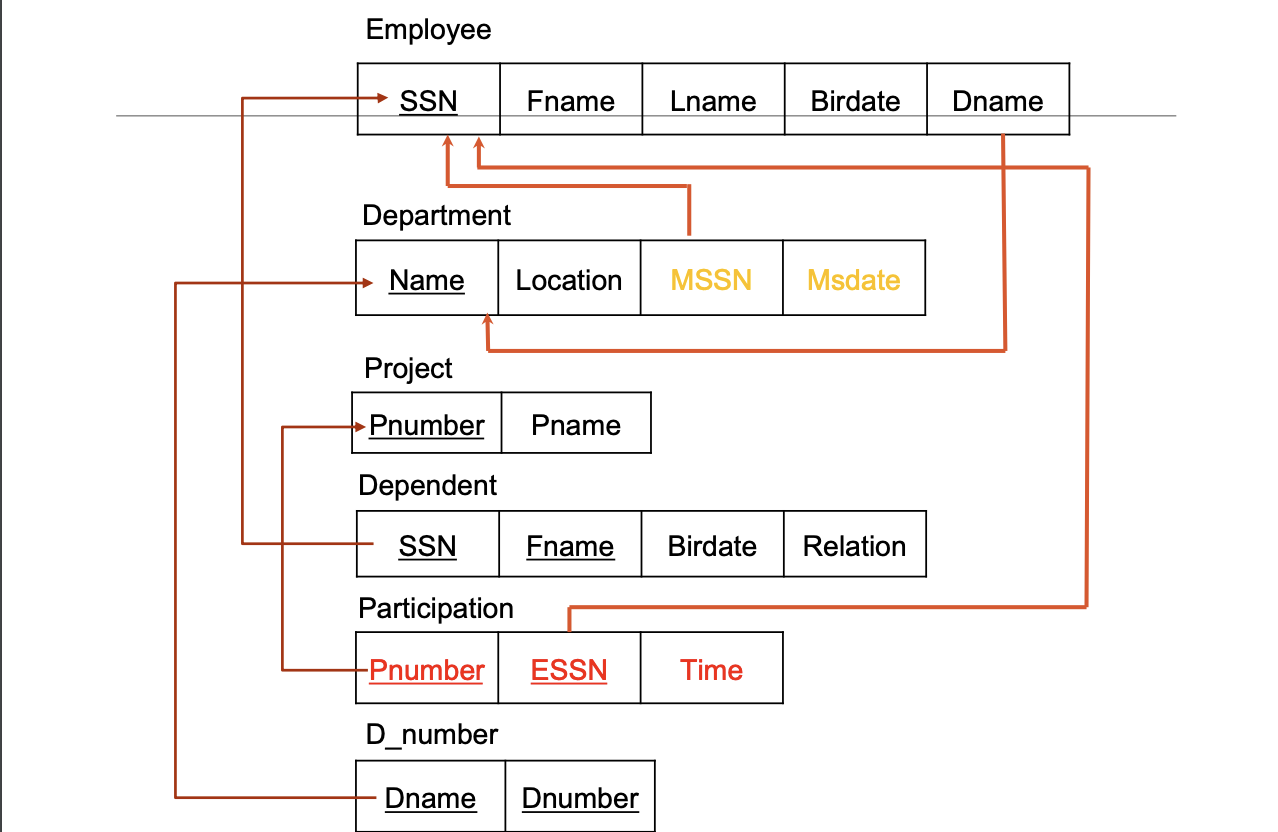 Employee
SSN Fname Lname Birdate Dname
Department
Name Location MSSN Msdate
Project
Pnumber Pname
Dependent
SSN Fname Birdate Relation
Participation
Pnumber ESSN Time
D_number
Dname Dnumber